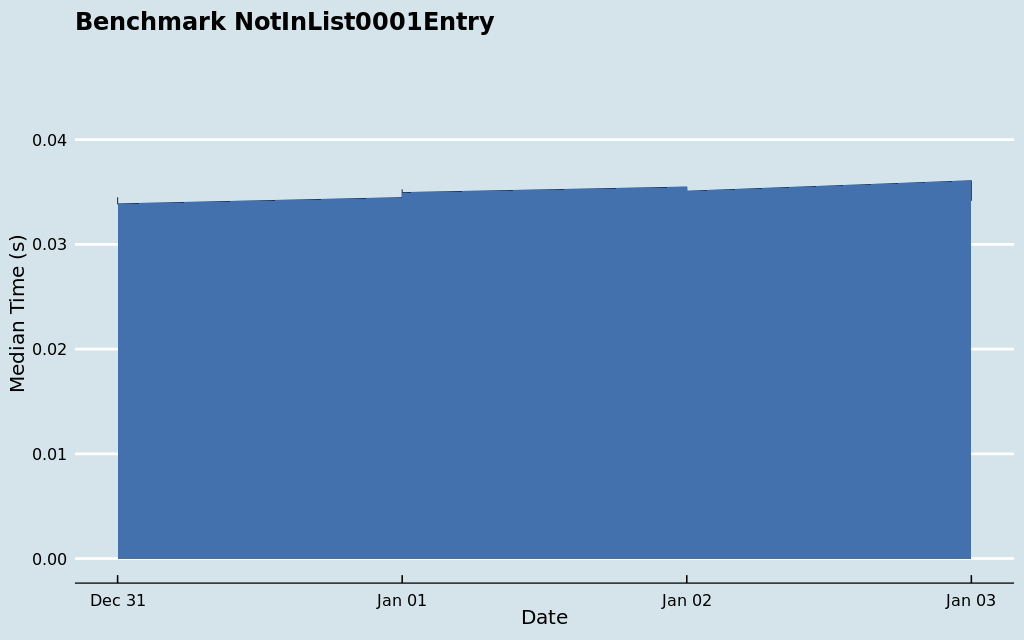 Benchmark NotInList0001Entry
Median Time (s)
0.04
0.03
0.02
0.01
0.00
Dec 31
Jan 01
Jan 02
Jan 03
Date